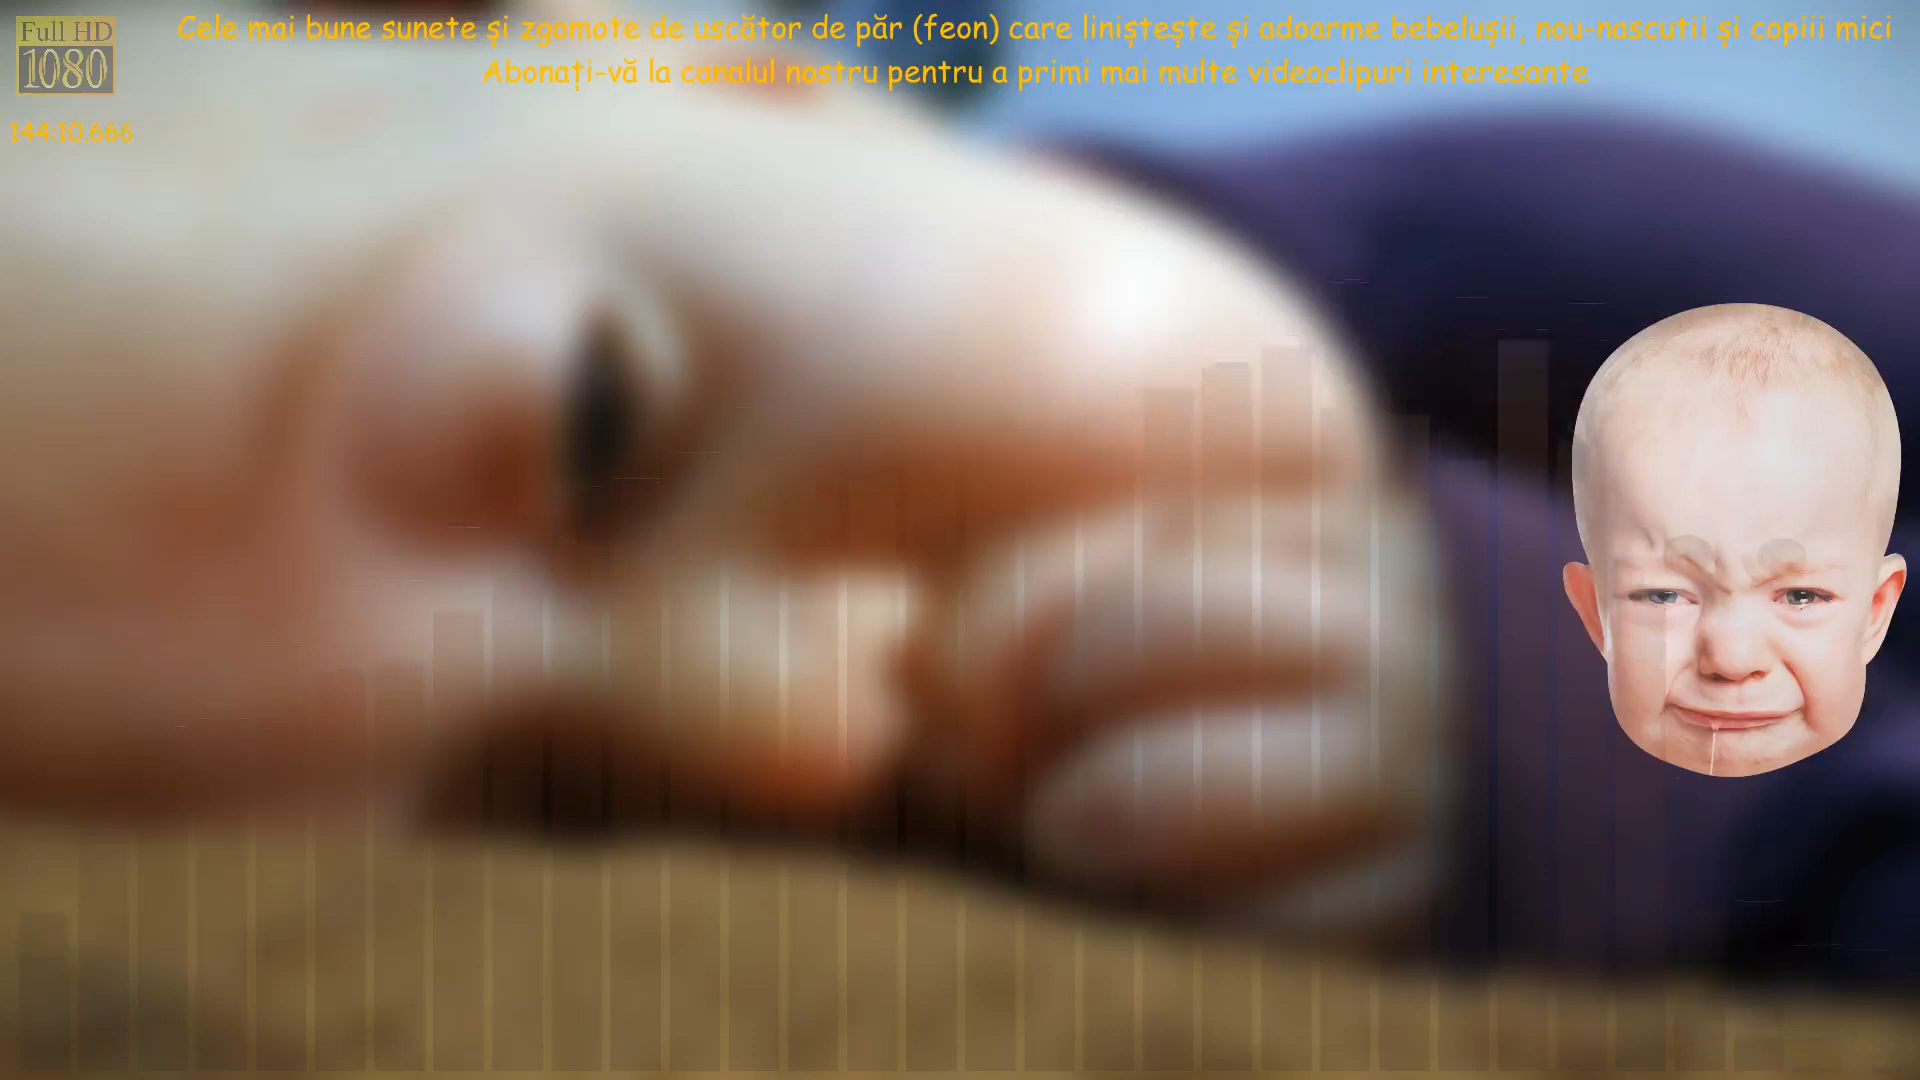 Cele mai bune sunete și zgomote de uscător de păr (feon) care liniștește și adoarme bebelușii, nou-nascutii și copiii mici
Full HD
1080
Abonați-vă la canalul nostru pentru a primi mai multe videoclipuri interesante
144:10.666